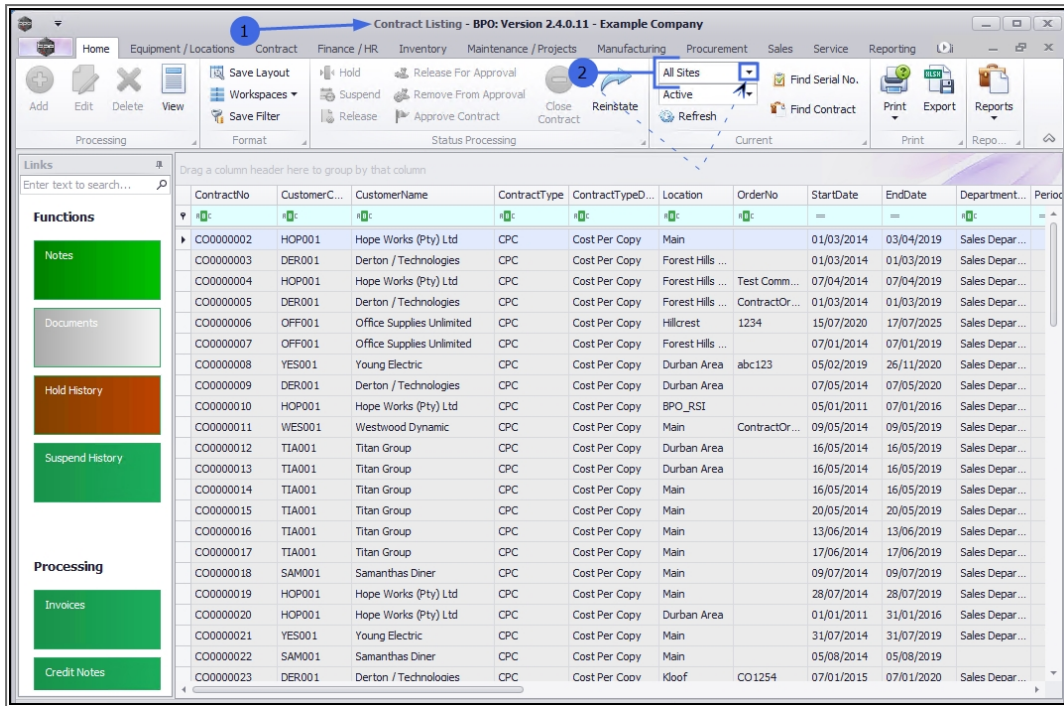 1
Contract Listing - BPO: Version 2.4.0.11 - Example Company
Home Equipment / Locations Contract Finance / HR Inventory Maintenance / Projects Manufacturing Procurement Sales Service Reporting
Add Edit Delete View
Processing
Save Layout
Workspaces
Save Filter
Format
Hold Release For Approval
Suspend Remove From Approval
Release Approve Contract
Close Contract
Reinstate
Status Processing
2
All Sites
Active
Refresh
Find Serial No.
Find Contract
Current
Print Export
Print
Reports
Repo...
Links
Enter text to search...
Functions
Notes
Documents
Hold History
Suspend History
Processing
Invoices
Credit Notes
Drag a column header here to group by that column
ContractNo CustomerC... CustomerName ContractType ContractTypeD... Location OrderNo StartDate EndDate Department... Period
CO0000002 HOP001 Hope Works (Pty) Ltd CPC Cost Per Copy Main 01/03/2014 03/04/2019 Sales Depar...
CO0000003 DER001 Derton / Technologies CPC Cost Per Copy Forest Hills ... 01/03/2014 01/03/2019 Sales Depar...
CO0000004 HOP001 Hope Works (Pty) Ltd CPC Cost Per Copy Forest Hills ... Test Comm... 07/04/2014 07/04/2019 Sales Depar...
CO0000005 DER001 Derton / Technologies CPC Cost Per Copy Forest Hills ... ContractOr... 01/03/2014 01/03/2019 Sales Depar...
CO0000006 OFF001 Office Supplies Unlimited CPC Cost Per Copy Hillcrest 1234 15/07/2020 17/07/2025 Sales Depar...
CO0000007 OFF001 Office Supplies Unlimited CPC Cost Per Copy Forest Hills ... 07/01/2014 07/01/2019 Sales Depar...
CO0000008 YES001 Young Electric CPC Cost Per Copy Durban Area abc123 05/02/2019 26/11/2020 Sales Depar...
CO0000009 DER001 Derton / Technologies CPC Cost Per Copy Durban Area 07/05/2014 07/05/2020 Sales Depar...
CO0000010 HOP001 Hope Works (Pty) Ltd CPC Cost Per Copy BPO_RSI 05/01/2011 07/01/2016 Sales Depar...
CO0000011 WES001 Westwood Dynamic CPC Cost Per Copy Main ContractOr... 09/05/2014 09/05/2019 Sales Depar...
CO0000012 TIA001 Titan Group CPC Cost Per Copy Durban Area 16/05/2014 16/05/2019 Sales Depar...
CO0000013 TIA001 Titan Group CPC Cost Per Copy Durban Area 16/05/2014 16/05/2019 Sales Depar...
CO0000014 TIA001 Titan Group CPC Cost Per Copy Main 16/05/2014 16/05/2019 Sales Depar...
CO0000015 TIA001 Titan Group CPC Cost Per Copy Main 20/05/2014 20/05/2019 Sales Depar...
CO0000016 TIA001 Titan Group CPC Cost Per Copy Main 13/06/2014 13/06/2019 Sales Depar...
CO0000017 TIA001 Titan Group CPC Cost Per Copy Main 17/06/2014 17/06/2019 Sales Depar...
CO0000018 SAM001 Samanthas Diner CPC Cost Per Copy Main 09/07/2014 09/07/2019 Sales Depar...
CO0000019 HOP001 Hope Works (Pty) Ltd CPC Cost Per Copy Main 28/07/2014 28/07/2019 Sales Depar...
CO0000020 HOP001 Hope Works (Pty) Ltd CPC Cost Per Copy Durban Area 01/01/2011 31/01/2016 Sales Depar...
CO0000021 YES001 Young Electric CPC Cost Per Copy Main 31/07/2014 31/07/2019 Sales Depar...
CO0000022 SAM001 Samanthas Diner CPC Cost Per Copy Main 05/08/2014 05/08/2019
CO0000023 DER001 Derton / Technologies CPC Cost Per Copy Kloof CO1254 07/01/2015 07/01/2020 Sales Depar...